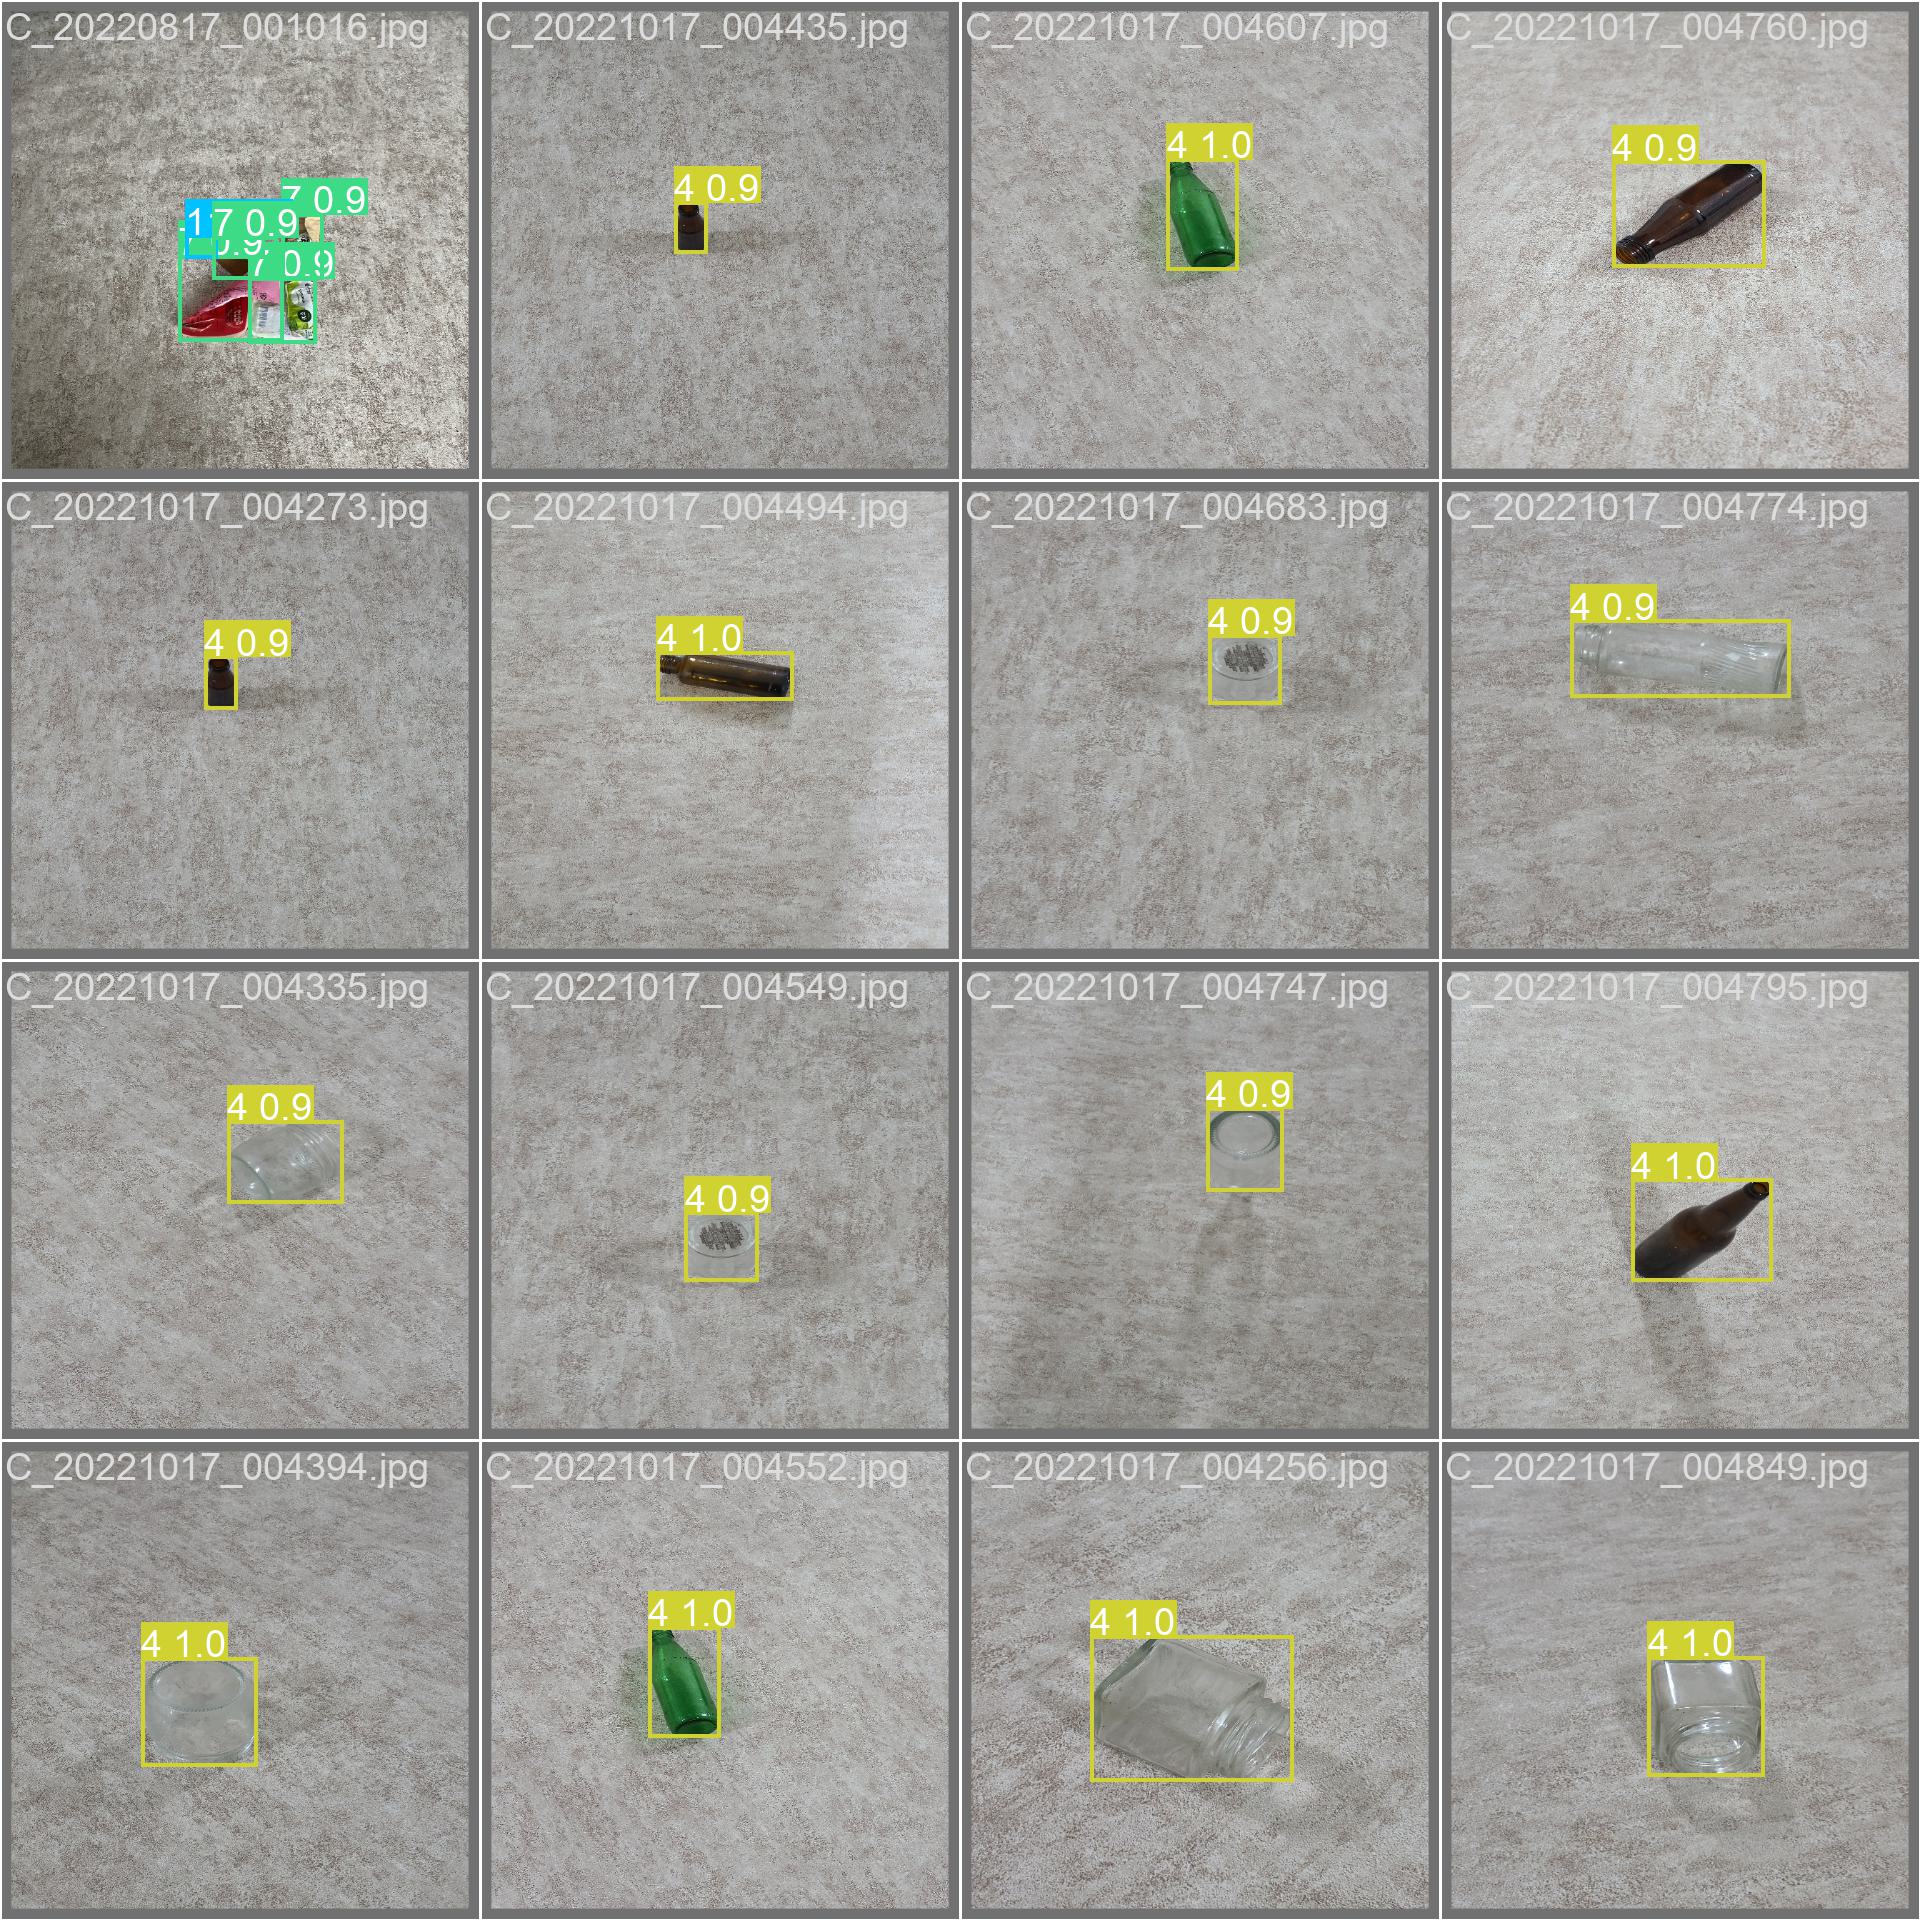 C_20220817_001016.jpg
7 0.9
1
7 0.9
0.9
7 0.9
C_20221017_004435.jpg
4 0.9
C_20221017_004607.jpg
4 1.0
C_20221017_004760.jpg
4 0.9
C_20221017_004273.jpg
4 0.9
C_20221017_004494.jpg
4 1.0
C_20221017_004683.jpg
4 0.9
C_20221017_004774.jpg
4 0.9
C_20221017_004335.jpg
4 0.9
C_20221017_004549.jpg
4 0.9
C_20221017_004747.jpg
4 0.9
C_20221017_004795.jpg
4 1.0
C_20221017_004394.jpg
4 1.0
C_20221017_004552.jpg
4 1.0
C_20221017_004256.jpg
4 1.0
C_20221017_004849.jpg
4 1.0